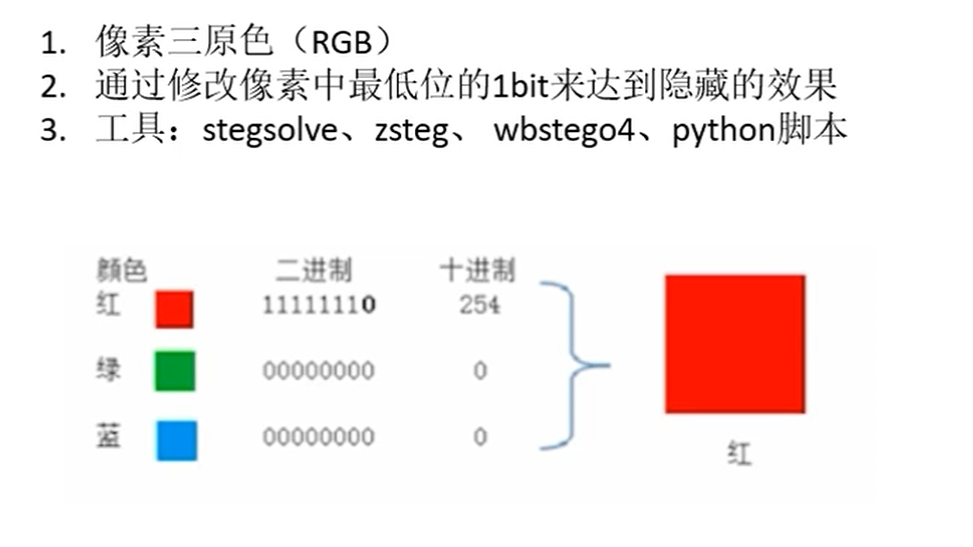 1. 像素三原色（RGB）
2. 通过修改像素中最低位的1bit来达到隐藏的效果
3. 工具：stegsolve、zsteg、 wbstego4、python脚本
颜色 二进制 十进制
红 11111110 254
绿 00000000 0
蓝 00000000 0
红